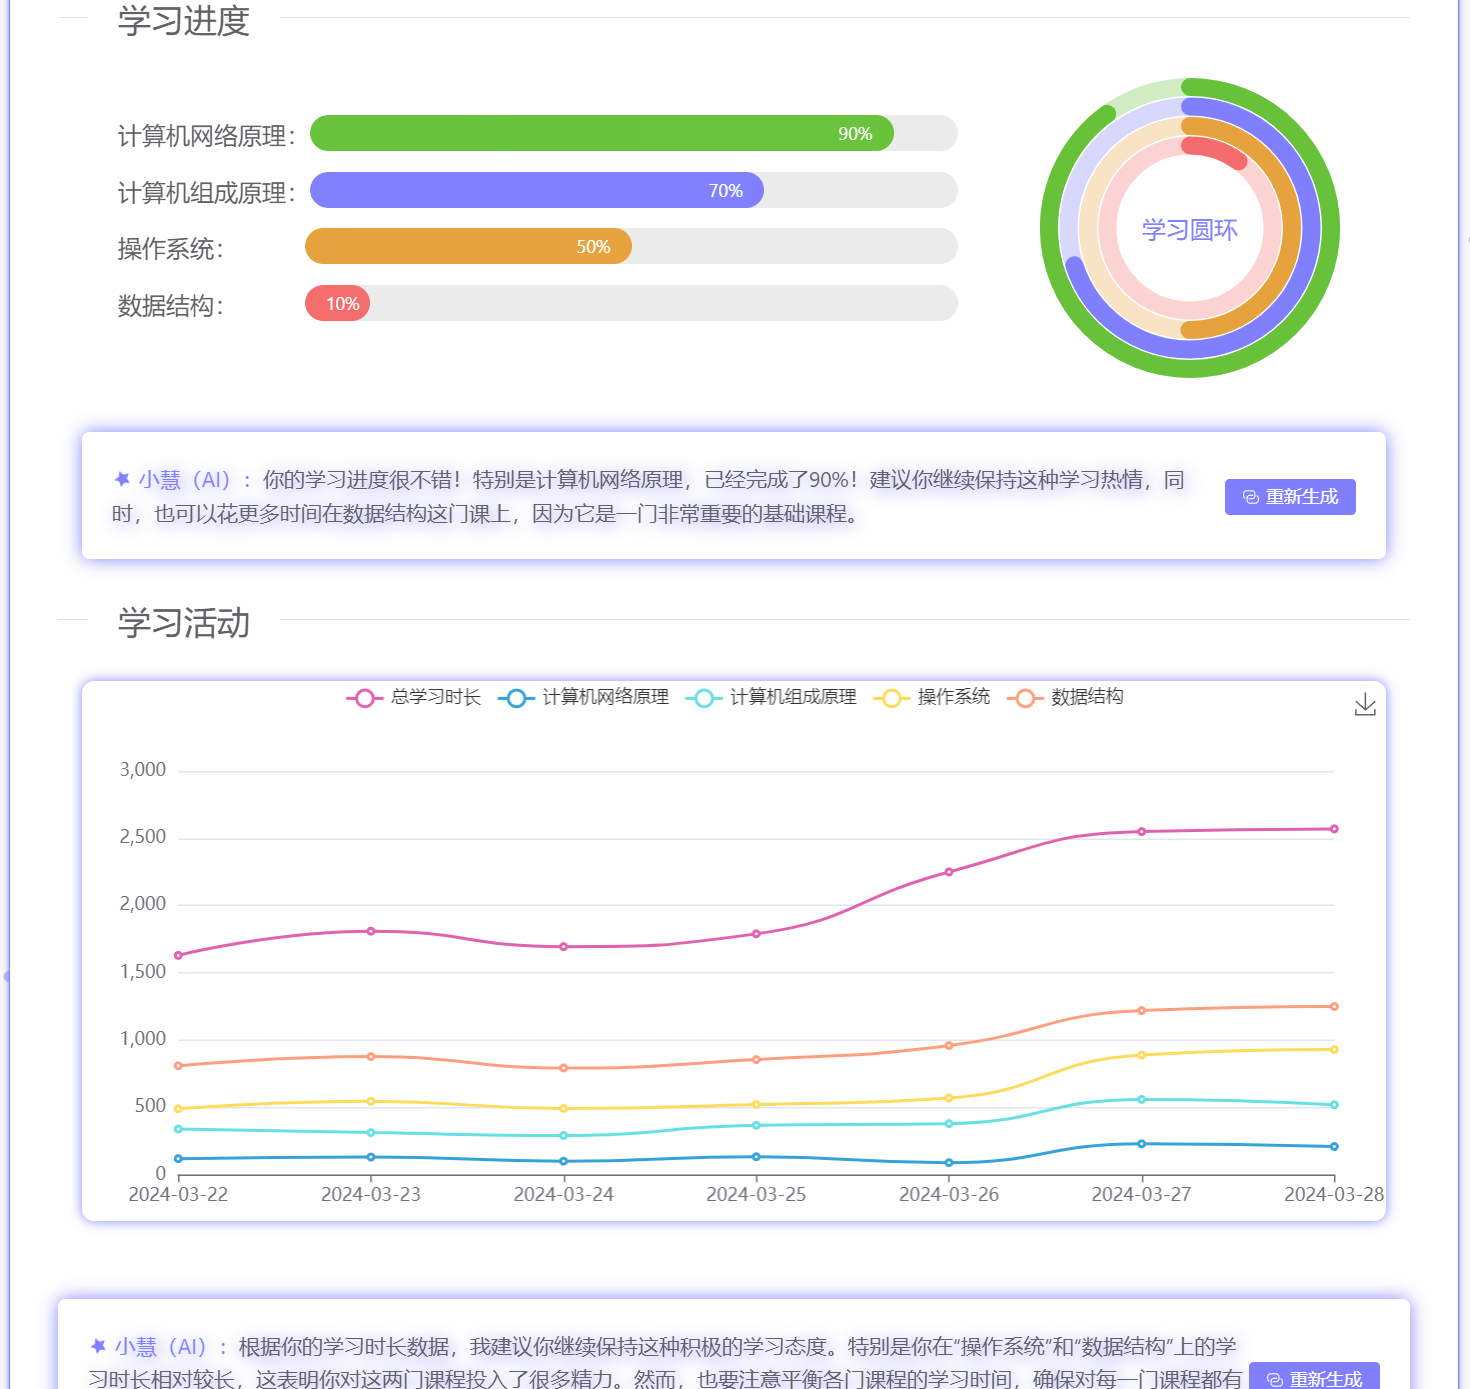 学习进度
计算机网络原理：
90%
计算机组成原理：
70%
操作系统：
50%
数据结构：
10%
学习圆环
小慧（AI）：你的学习进度很不错！特别是计算机网络原理，已经完成了90%！建议你继续保持这种学习热情，同
时，也可以花更多时间在数据结构这门课上，因为它是一门非常重要的基础课程。
重新生成
学习活动
总学习时长
计算机网络原理
计算机组成原理
操作系统
数据结构
3,000
2,500
2,000
1,500
1,000
500
0
2024-03-22
2024-03-23
2024-03-24
2024-03-25
2024-03-26
2024-03-27
2024-03-28
小慧（AI）：根据你的学习时长数据，我建议你继续保持这种积极的学习态度。特别是你在“操作系统”和“数据结构”上的学
习时长相对较长，这表明你对这两门课程投入了很多精力。然而，也要注意平衡各门课程的学习时间，确保对每一门课程都有
重新生成